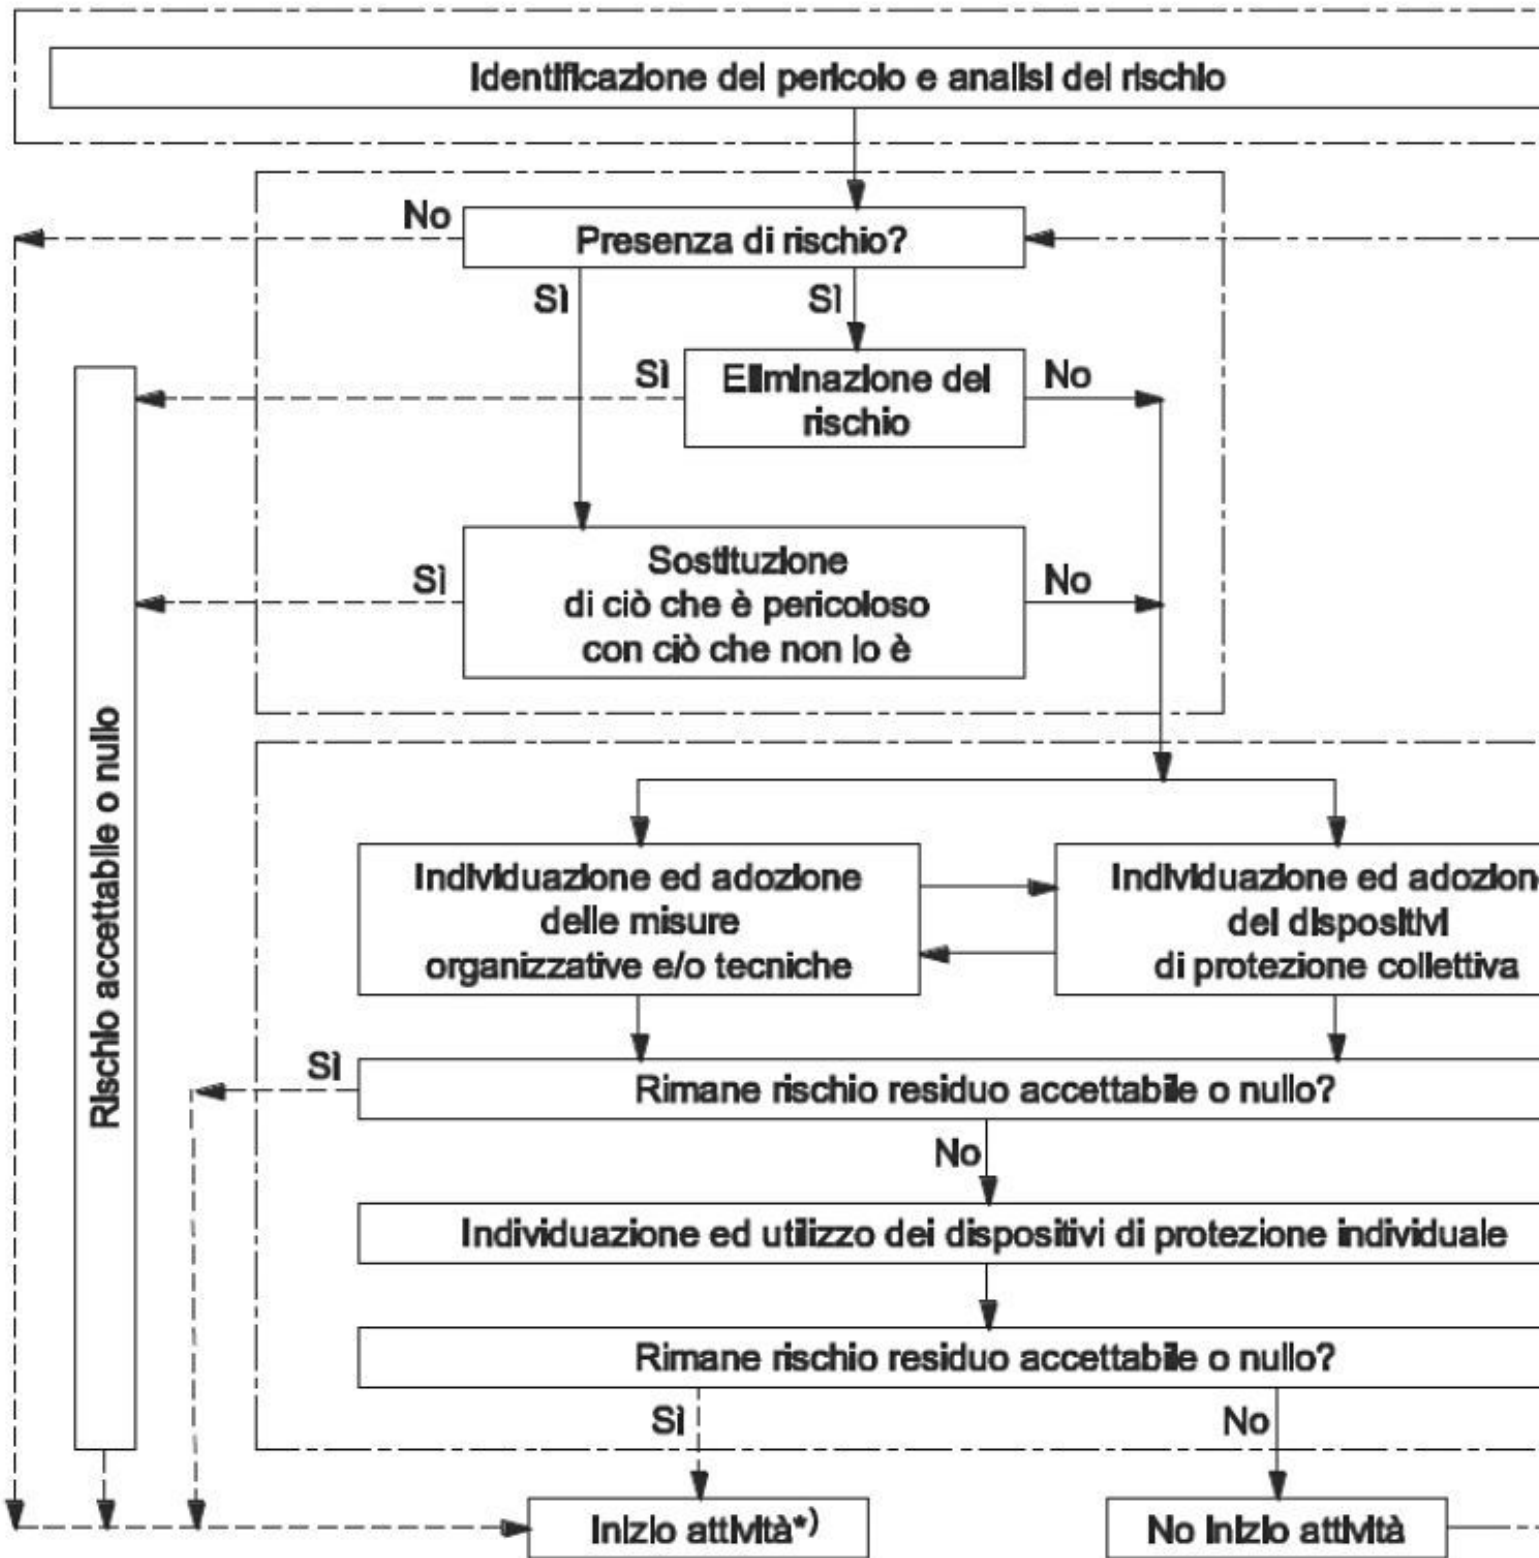 Identificazione del pericolo e analisi del rischio
No
Presenza di rischio?
Sì
Sì
Sì
Eliminazione del
rischio
No
Sì
Sostituzione
di ciò che è pericoloso
con ciò che non lo è
No
Rischio accettabile o nullo
Individuazione ed adozione
delle misure
organizzative e/o tecniche
Individuazione ed adozion
dei dispositivi
di protezione collettiva
Sì
Rimane rischio residuo accettabile o nullo?
No
Individuazione ed utilizzo dei dispositivi di protezione individuale
Rimane rischio residuo accettabile o nullo?
Sì
No
Inizio attività*)
No inizio attività